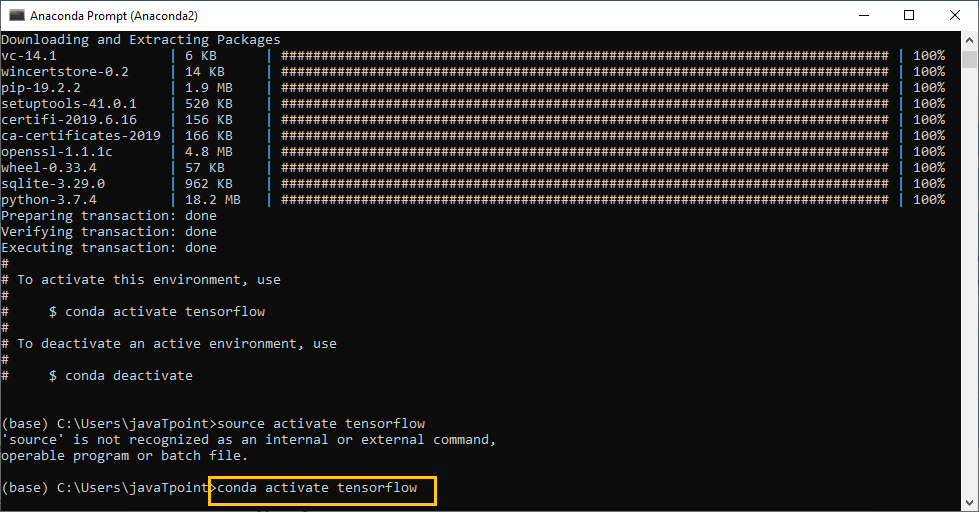 Anaconda Prompt (Anaconda2)
Downloading and Extracting Packages
vc-14.1              | 6 KB      | ############################################################################ | 100%
wincertstore-0.2     | 14 KB     | ############################################################################ | 100%
pip-19.2.2           | 1.9 MB    | ############################################################################ | 100%
setuptools-41.0.1    | 520 KB    | ############################################################################ | 100%
certifi-2019.6.16    | 156 KB    | ############################################################################ | 100%
ca-certificates-2019 | 166 KB    | ############################################################################ | 100%
openssl-1.1.1c       | 4.8 MB    | ############################################################################ | 100%
wheel-0.33.4         | 57 KB     | ############################################################################ | 100%
sqlite-3.29.0        | 962 KB    | ############################################################################ | 100%
python-3.7.4         | 18.2 MB   | ############################################################################ | 100%
Preparing transaction: done
Verifying transaction: done
Executing transaction: done
#
# To activate this environment, use
#
#     $ conda activate tensorflow
#
# To deactivate an active environment, use
#
#     $ conda deactivate
(base) C:\Users\javaTpoint>source activate tensorflow
'source' is not recognized as an internal or external command,
operable program or batch file.
(base) C:\Users\javaTpoint>conda activate tensorflow